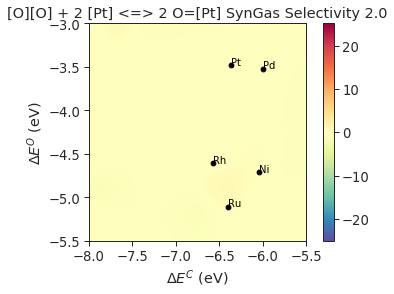 [O][O] + 2 [Pt] <=> 2 O=[Pt] SynGas Selectivity 2.0
−3.0
−3.5
−4.0
−4.5
−5.0
−5.5
ΔE^O (eV)
Pt
Pd
Rh
Ni
Ru
−8.0 −7.5 −7.0 −6.5 −6.0 −5.5
ΔE^C (eV)
20
10
0
−10
−20